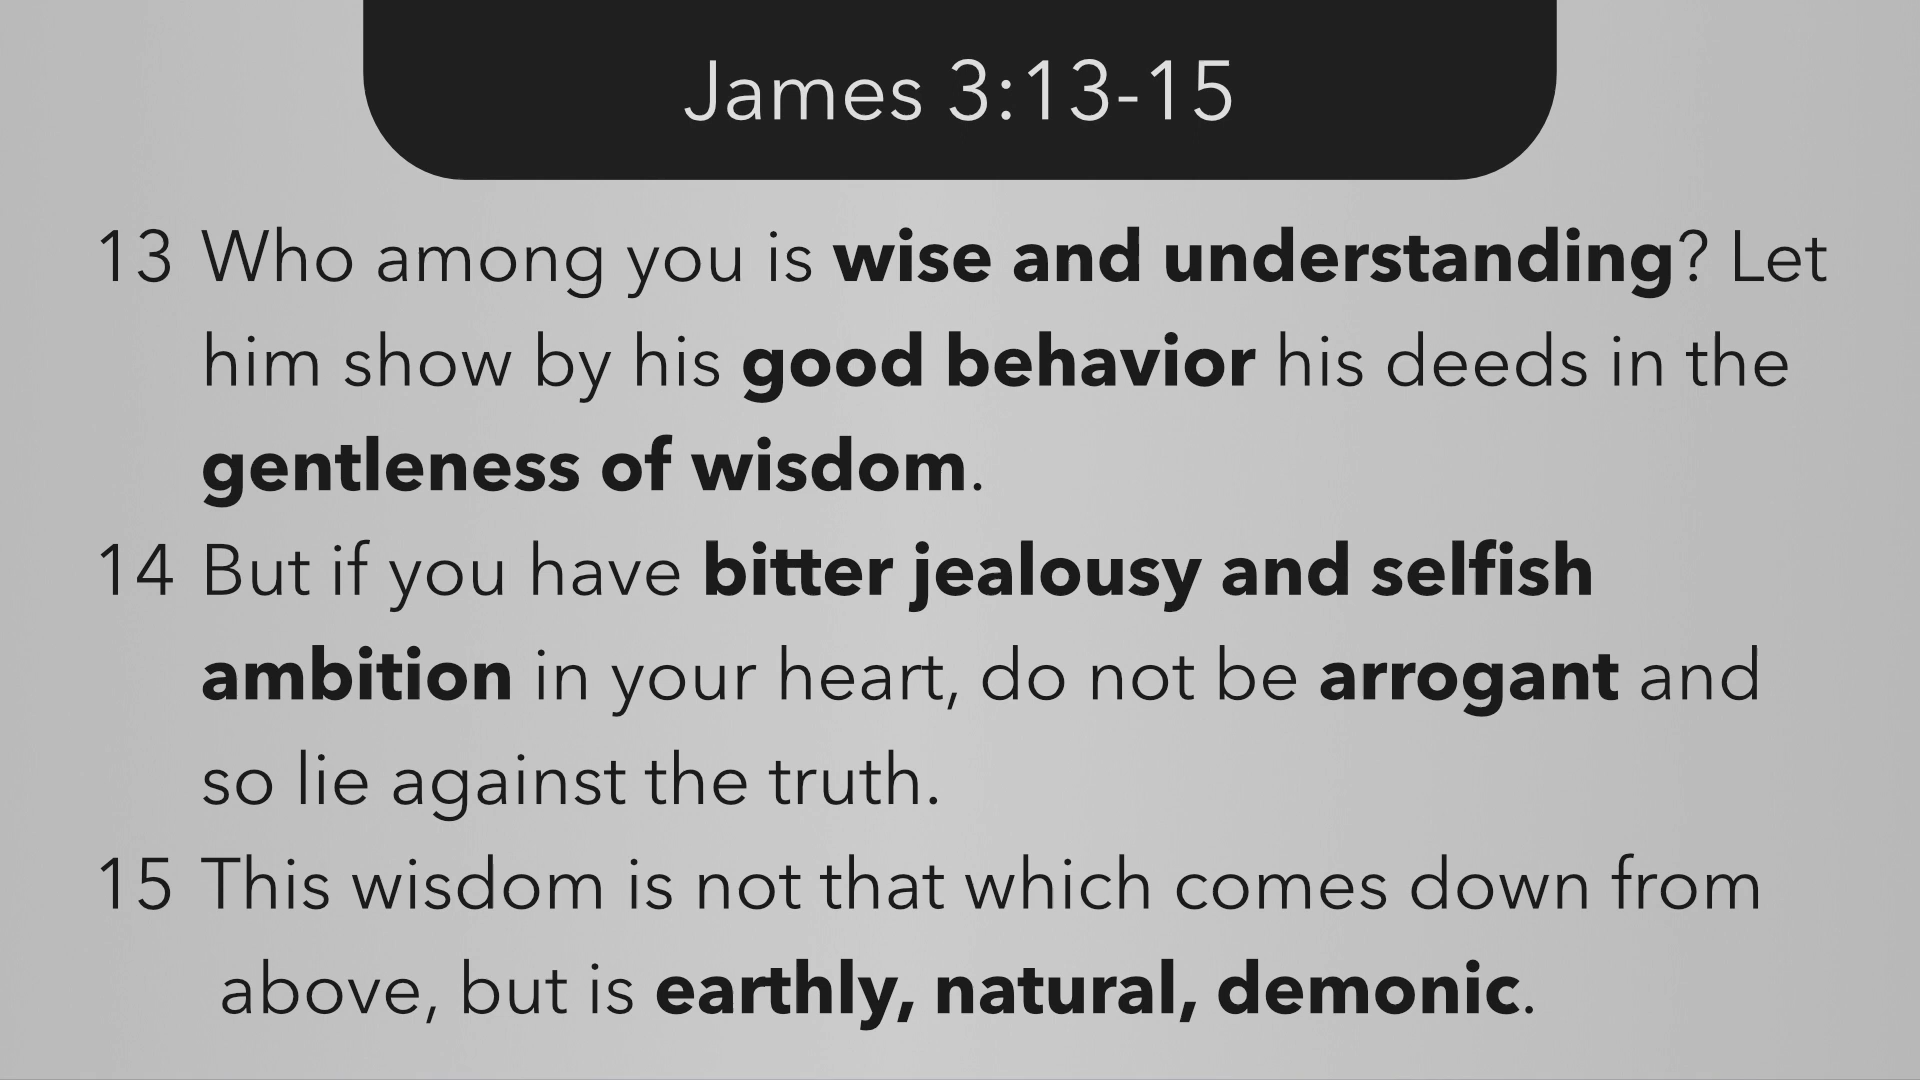 James 3:13-15
13 Who among you is wise and understanding? Let
him show by his good behavior his deeds in the
gentleness of wisdom.
14 But if you have bitter jealousy and selfish
ambition in your heart, do not be arrogant and
so lie against the truth.
15 This wisdom is not that which comes down from
above, but is earthly, natural, demonic.